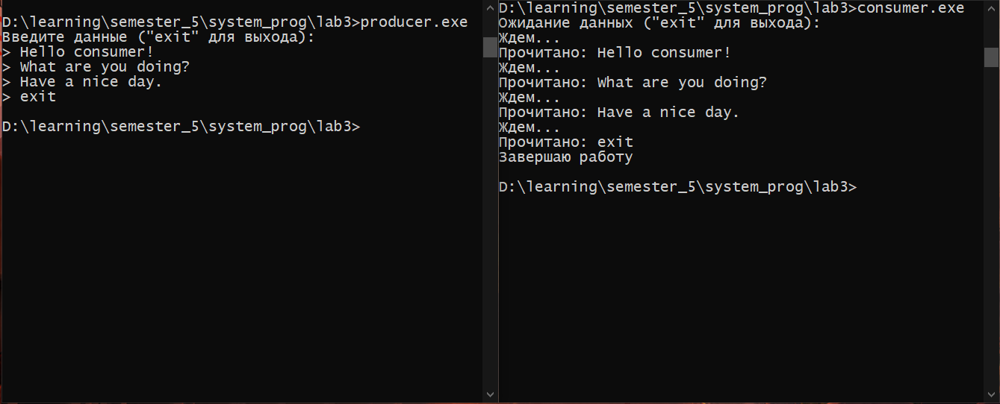 D:\learning\semester_5\system_prog\lab3>producer.exe
Введите данные ("exit" для выхода):
> Hello consumer!
> What are you doing?
> Have a nice day.
> exit
D:\learning\semester_5\system_prog\lab3>
D:\learning\semester_5\system_prog\lab3>consumer.exe
Ожидание данных ("exit" для выхода):
Ждем...
Прочитано: Hello consumer!
Ждем...
Прочитано: What are you doing?
Ждем...
Прочитано: Have a nice day.
Ждем...
Прочитано: exit
Завершаю работу
D:\learning\semester_5\system_prog\lab3>